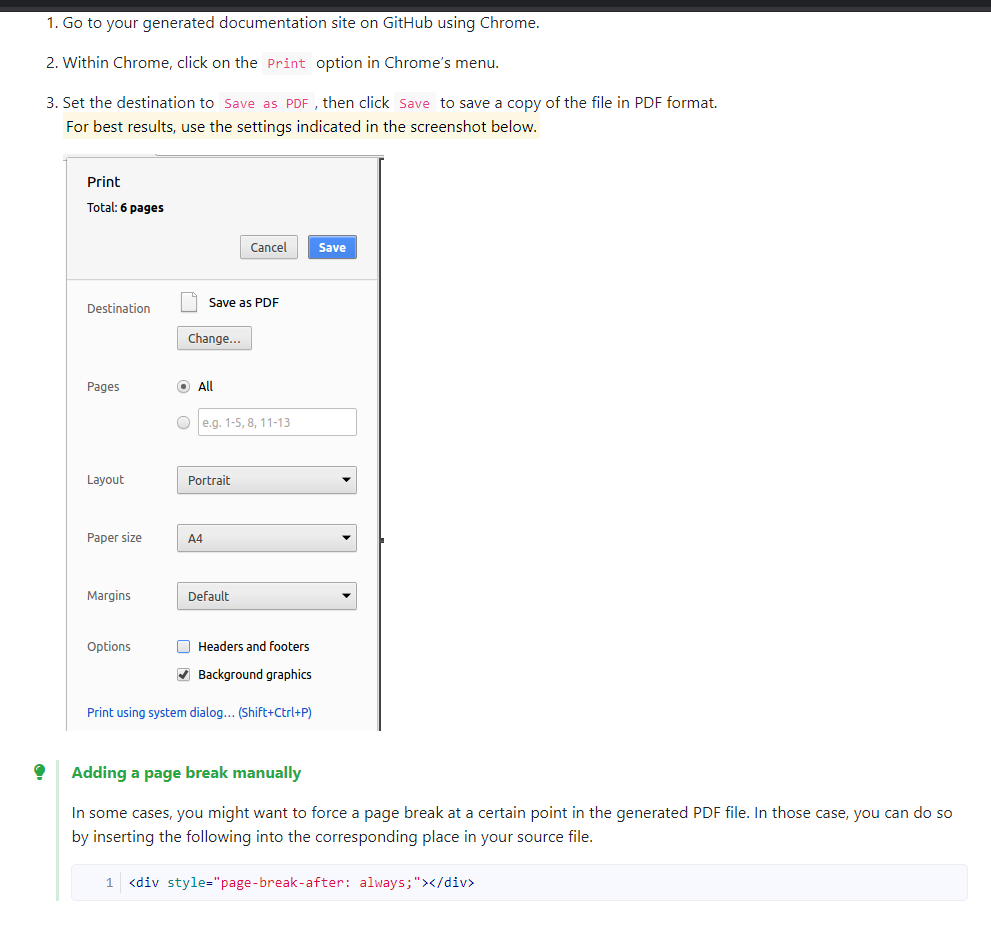 1. Go to your generated documentation site on GitHub using Chrome.
2. Within Chrome, click on the Print option in Chrome’s menu.
3. Set the destination to Save as PDF , then click Save to save a copy of the file in PDF format.
For best results, use the settings indicated in the screenshot below.
Print
Total: 6 pages
Cancel Save
Destination Save as PDF
Change...
Pages All
e.g. 1-5, 8, 11-13
Layout Portrait
Paper size A4
Margins Default
Options Headers and footers
Background graphics
Print using system dialog... (Shift+Ctrl+P)
Adding a page break manually
In some cases, you might want to force a page break at a certain point in the generated PDF file. In those case, you can do so
by inserting the following into the corresponding place in your source file.
1 <div style="page-break-after: always;"></div>